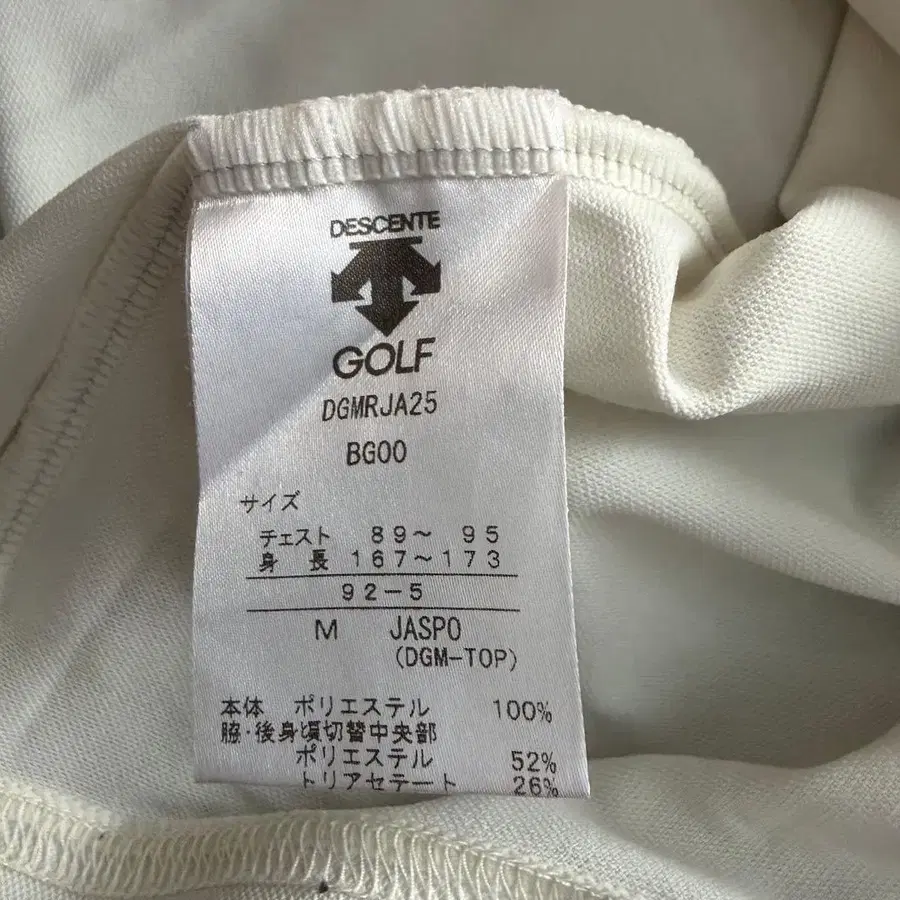 DESCENTE
GOLF
DGMRJA25
BG00
サイズ
チェスト 89～ 95
身 長 167～173
92-5
M JASPO
(DGM-TOP)
本体 ポリエステル 100%
脇・後身頃切替中央部
ポリエステル 52%
トリアセテート 26%